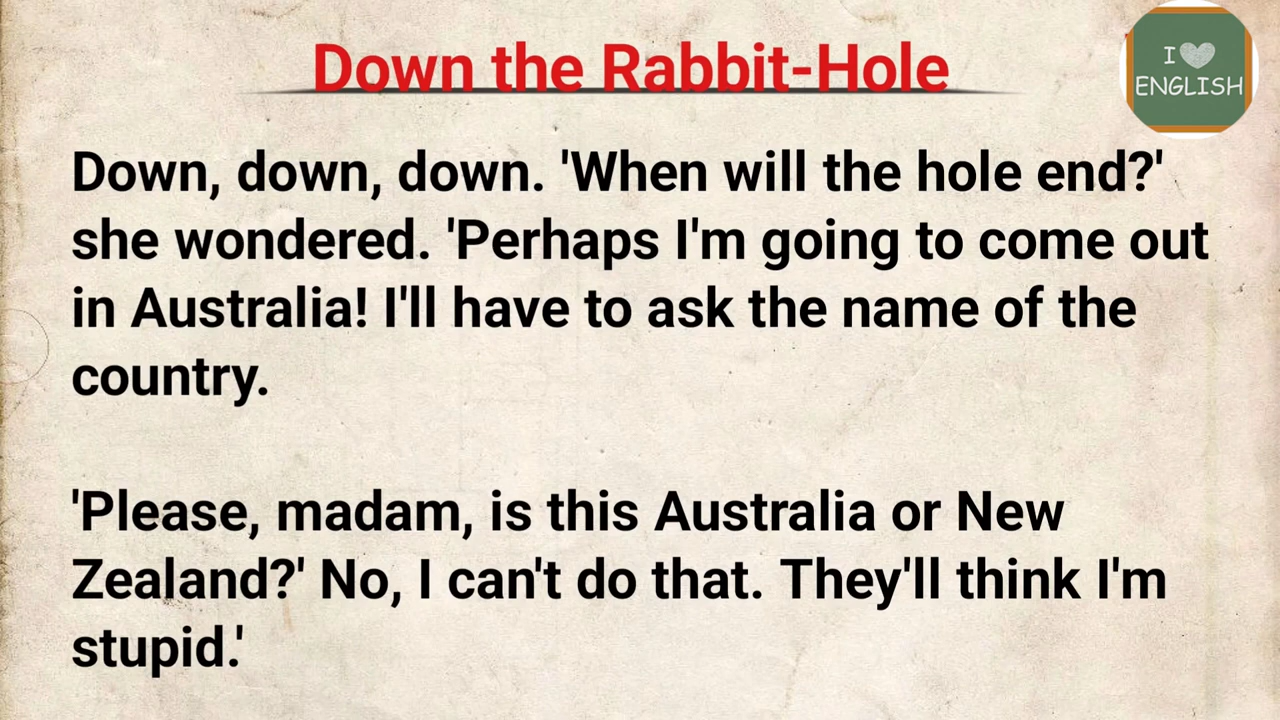 Down the Rabbit-Hole
I
ENGLISH
Down, down, down. 'When will the hole end?'
she wondered. 'Perhaps I'm going to come out
in Australia! I'll have to ask the name of the
country.
'Please, madam, is this Australia or New
Zealand?' No, I can't do that. They'll think I'm
stupid.'